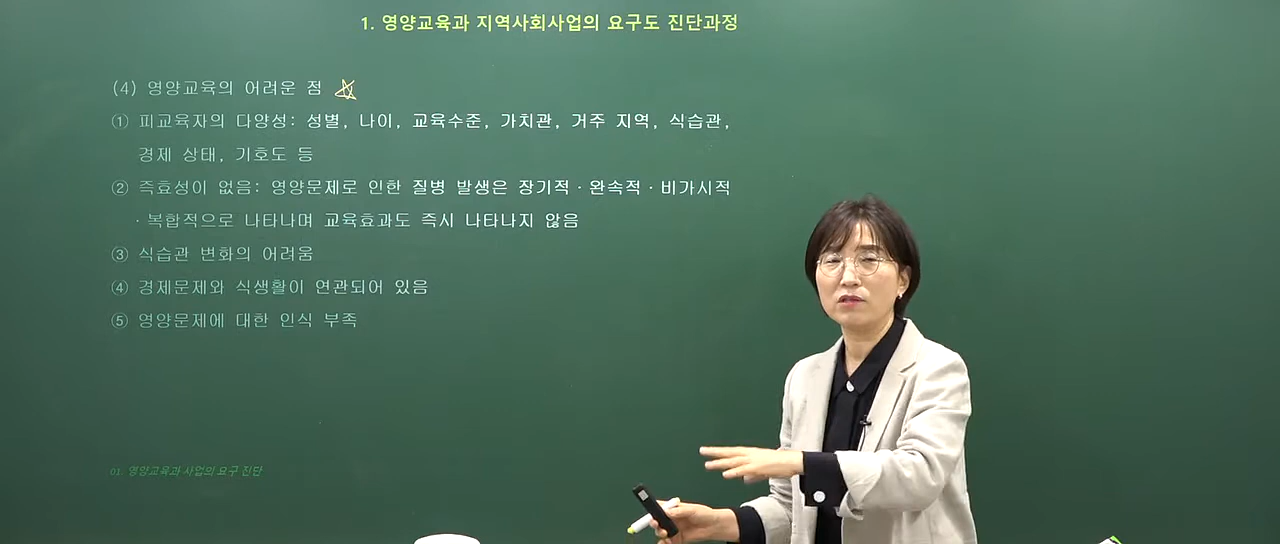 1. 영양교육과 지역사회사업의 요구도 진단과정
(4) 영양교육의 어려운 점
① 피교육자의 다양성: 성별, 나이, 교육수준, 가치관, 거주 지역, 식습관,
경제 상태, 기호도 등
② 즉효성이 없음: 영양문제로 인한 질병 발생은 장기적·완속적·비가시적
·복합적으로 나타나며 교육효과도 즉시 나타나지 않음
③ 식습관 변화의 어려움
④ 경제문제와 식생활이 연관되어 있음
⑤ 영양문제에 대한 인식 부족
01. 영양교육과 사업의 요구 진단